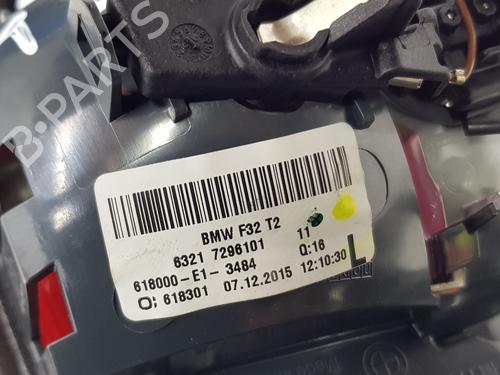 B-PARTS
BMW F32 T2
6321 7296101 11
618000-E1-3484 Q:16
O: 618301 07.12.2015 12:10:30 L